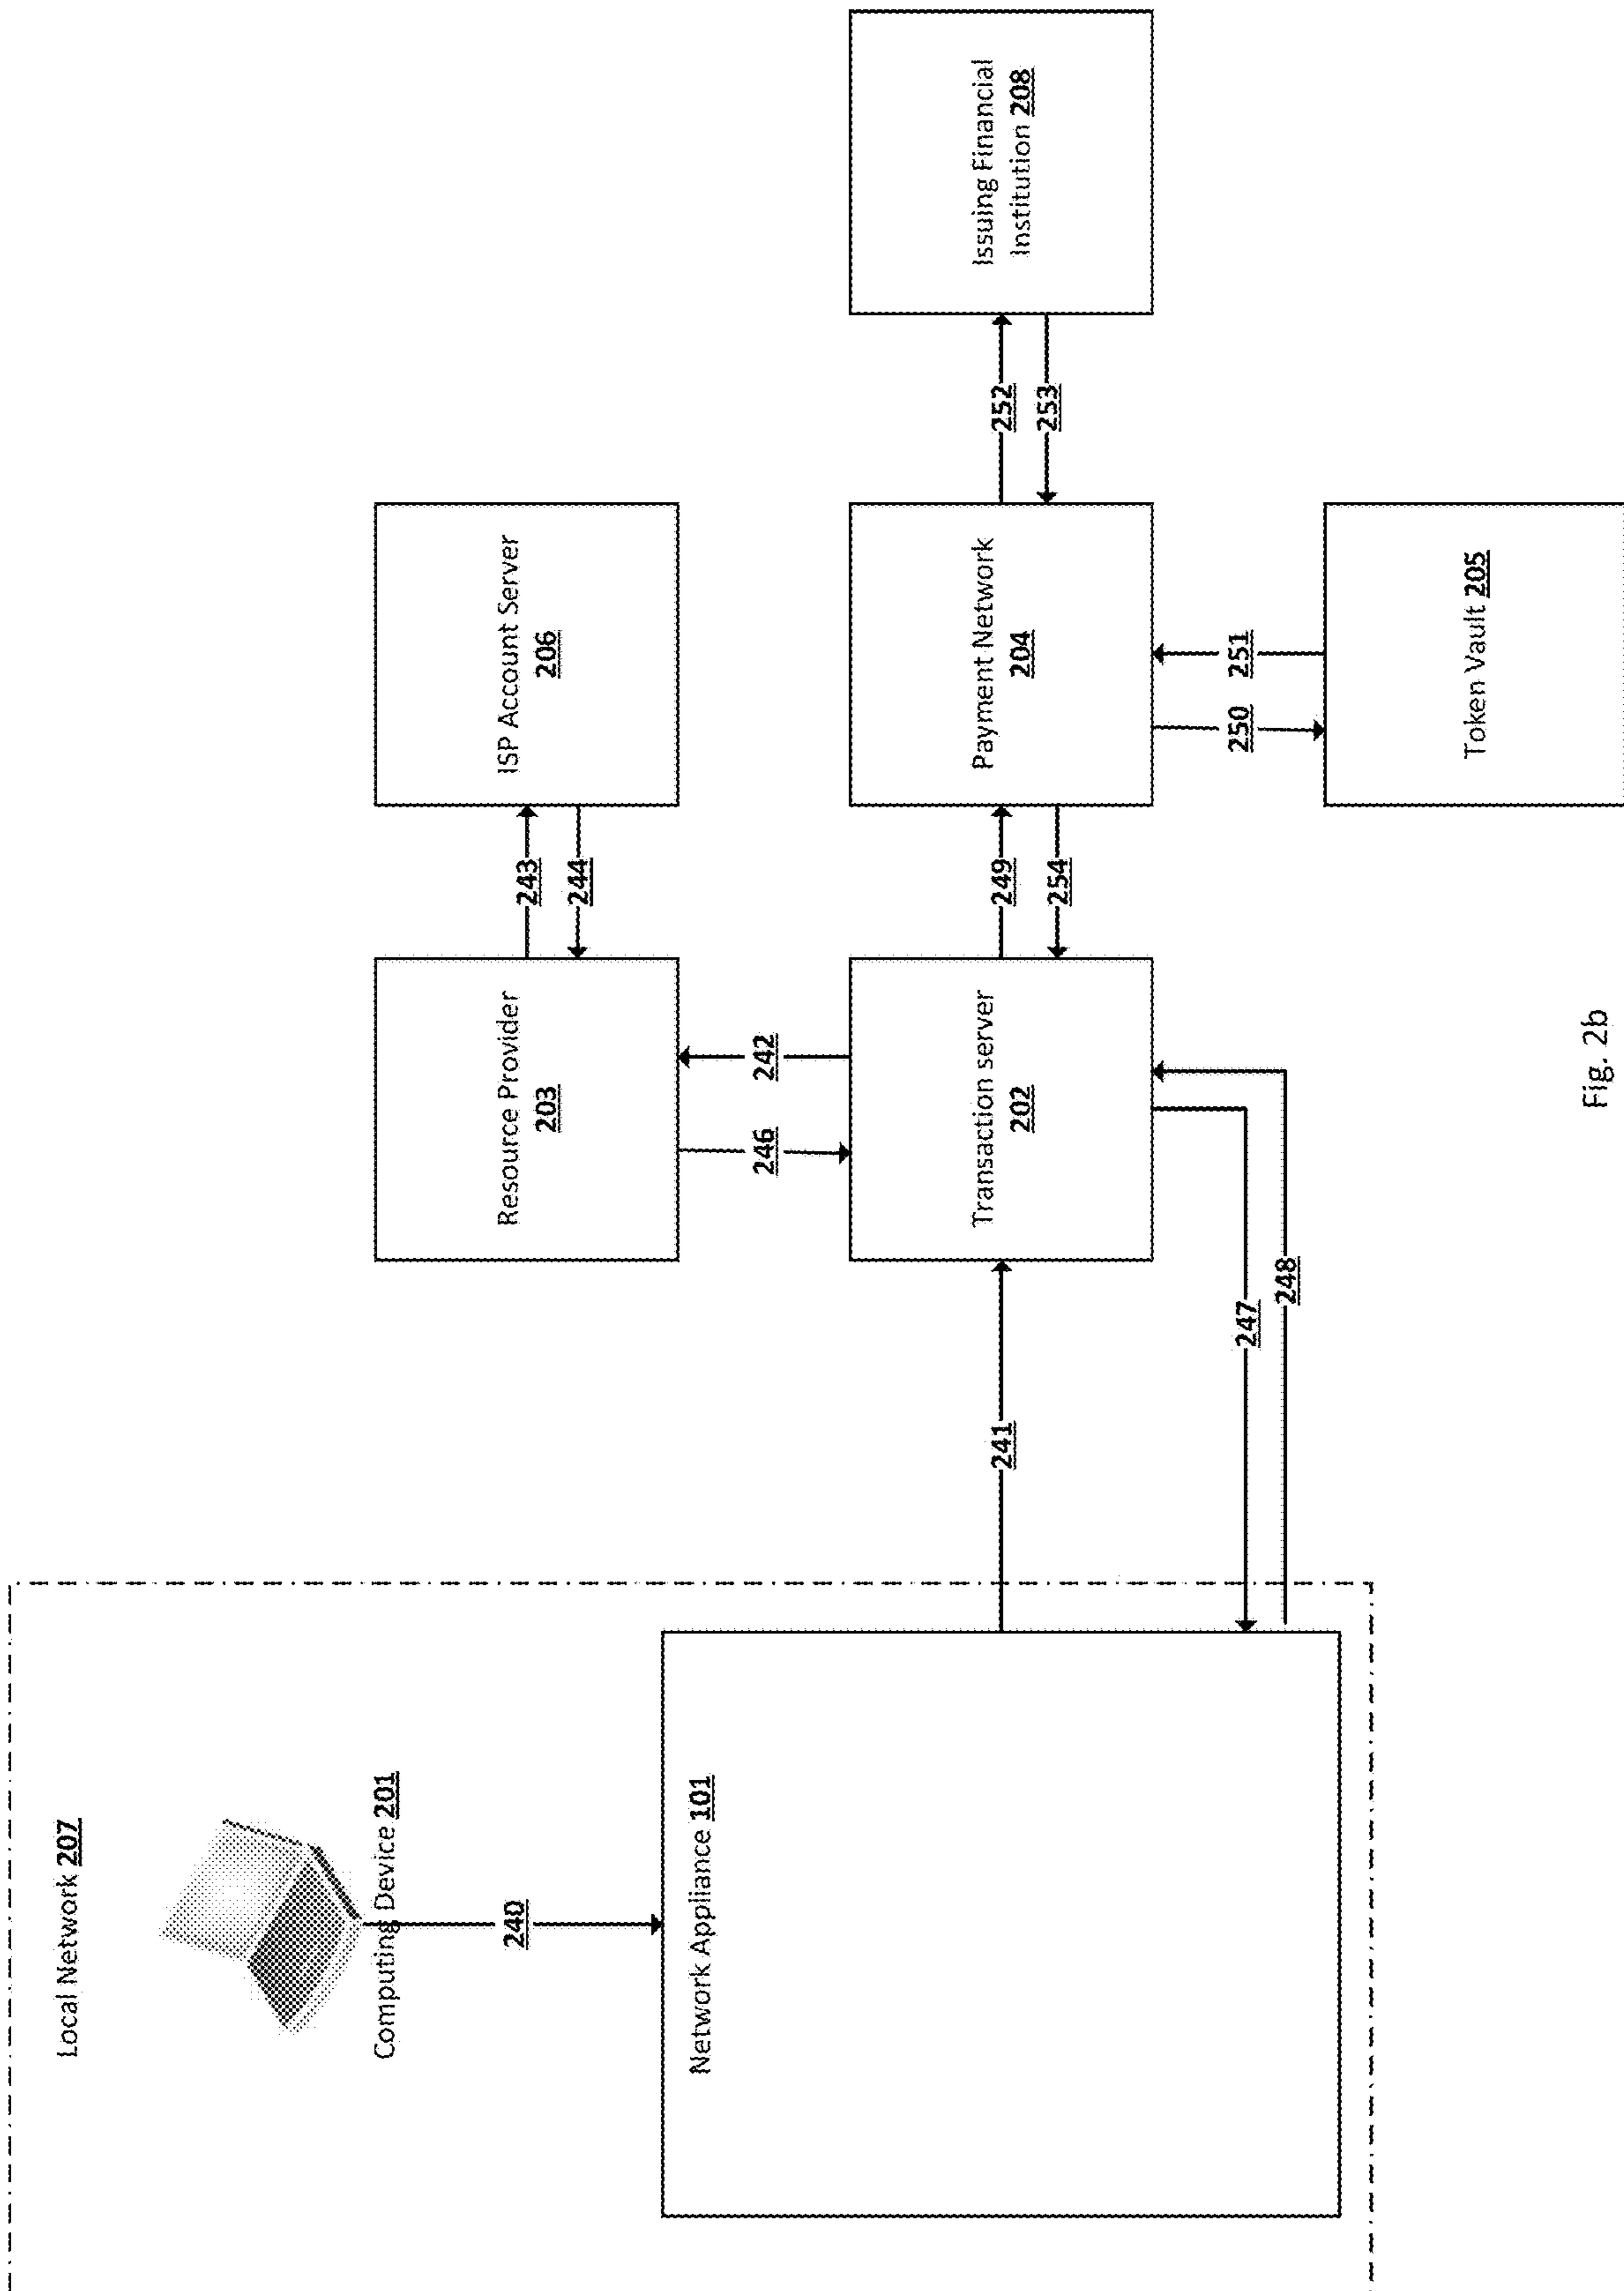 Local Network 207
Computing Device 201
240
Network Appliance 101
241
247
248
Resource Provider
203
243
244
ISP Account Server
206
246
242
Transaction server
202
249
254
Payment Network
204
252
253
Issuing Financial
Institution 208
250
251
Token Vault 205
Fig. 2b